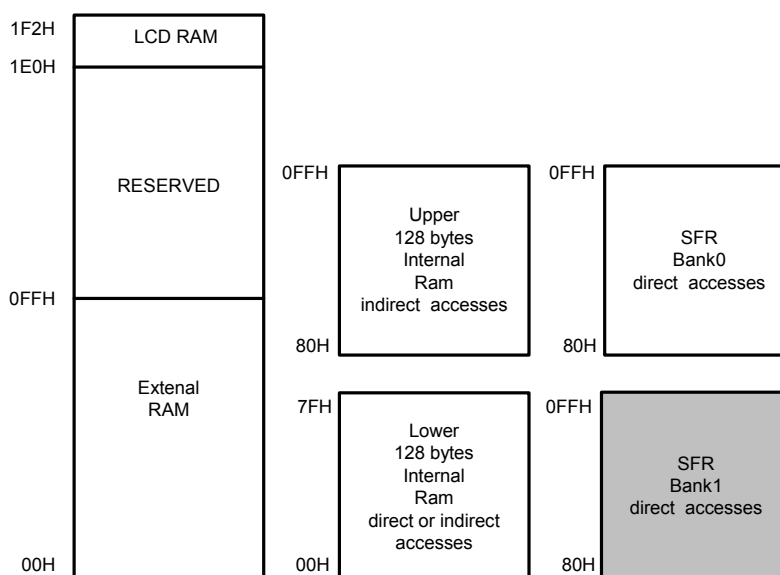 1F2H
LCD RAM
1E0H
RESERVED
0FFH
Extenal
RAM
00H
0FFH
Upper
128 bytes
Internal
Ram
indirect accesses
80H
7FH
Lower
128 bytes
Internal
Ram
direct or indirect
accesses
00H
0FFH
SFR
Bank0
direct accesses
80H
0FFH
SFR
Bank1
direct accesses
80H